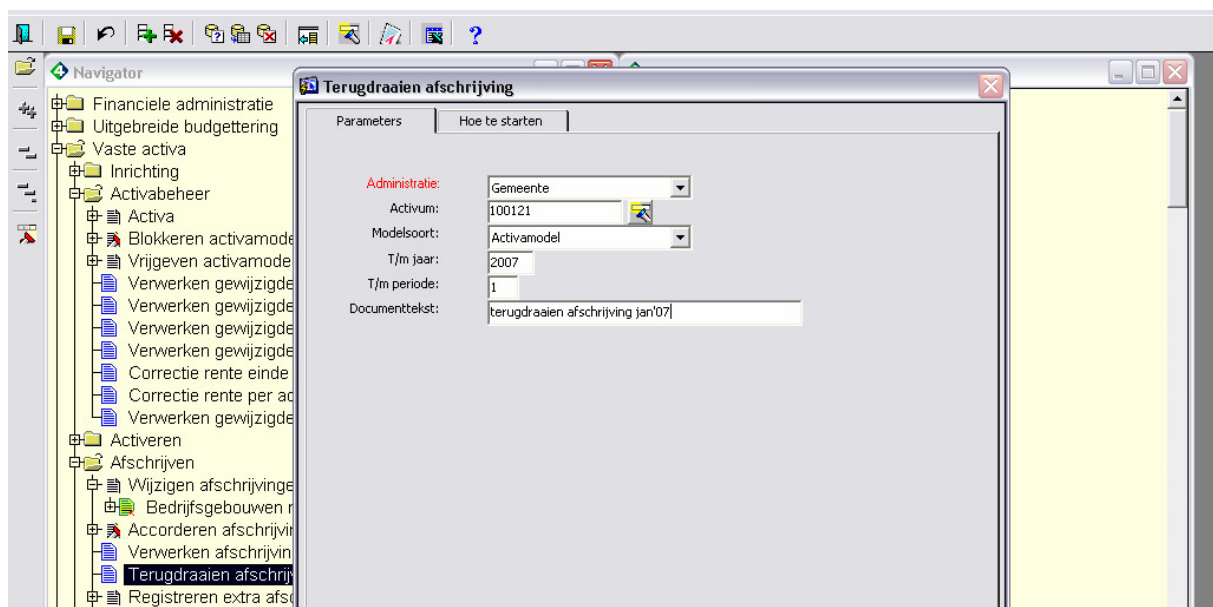 Navigator
Financiele administratie
Uitgebreide budgettering
Vaste activa
Inrichting
Activabeheer
Activa
Blokkeren activamode
Vrijgeven activamode
Verwerken gewijzigde
Verwerken gewijzigde
Verwerken gewijzigde
Verwerken gewijzigde
Correctie rente einde
Correctie rente per ac
Verwerken gewijzigde
Activeren
Afschrijven
Wijzigen afschrijvinge
Bedrijfsgebouwen r
Accorderen afschrijvin
Verwerken afschrijvin
Terugdraaien afschrij
Registreren extra afs
Terugdraaien afschrijving
Parameters Hoe te starten
Administratie: Gemeente
Activum: 100121
Modelsoort: Activamodel
T/m jaar: 2007
T/m periode: 1
Documenttekst: terugdraaien afschrijving jan'07